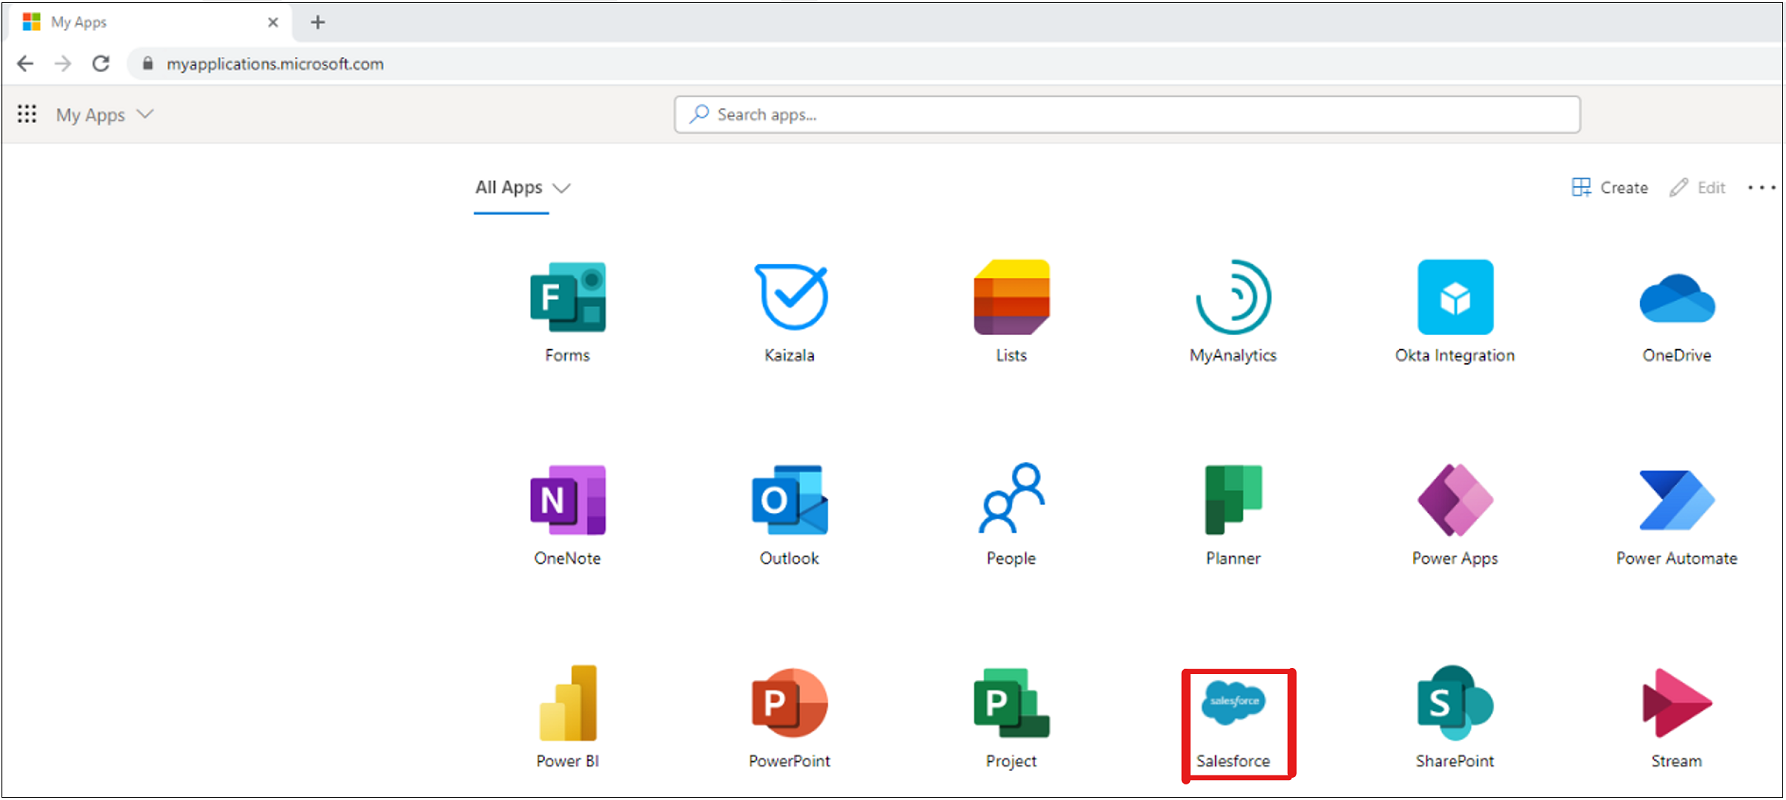 My Apps
myapplications.microsoft.com
My Apps
Search apps...
All Apps
Create
Edit
F
Forms
Kaizala
Lists
MyAnalytics
Okta Integration
OneDrive
N
OneNote
O
Outlook
People
Planner
Power Apps
Power Automate
Power BI
P
PowerPoint
P
Project
salesforce
Salesforce
S
SharePoint
Stream